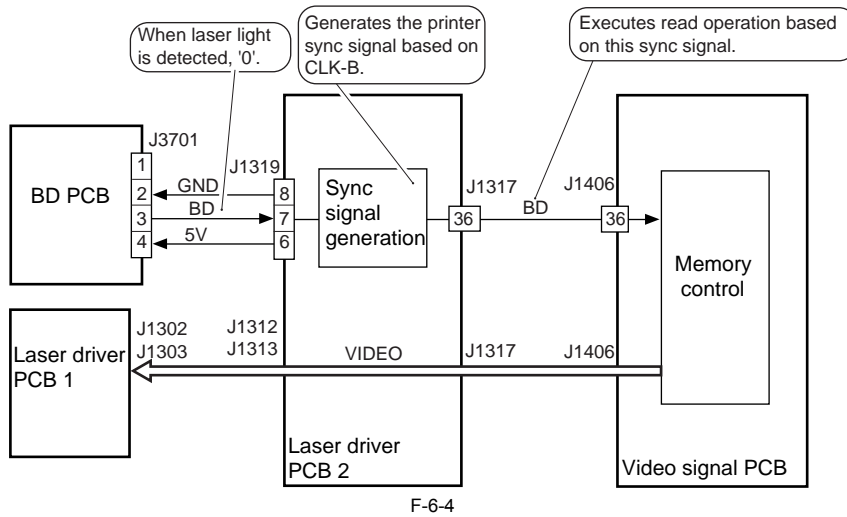 When laser light
is detected, '0'.
Generates the printer
sync signal based on
CLK-B.
Executes read operation based
on this sync signal.
J3701
BD PCB
1
2
3
4
GND
BD
5V
J1319
8
7
6
Sync
signal
generation
J1317
36
BD
J1406
36
Memory
control
Laser driver
PCB 1
J1302
J1303
J1312
J1313
VIDEO
J1317
J1406
Laser driver
PCB 2
Video signal PCB
F-6-4